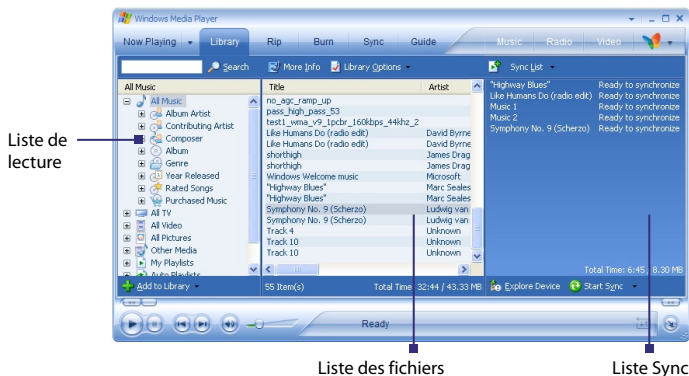 Windows Media Player
Now Playing Library Rip Burn Sync Guide Music Radio Video
Search More Info Library Options Sync List
All Music
All Music
Album Artist
Contributing Artist
Composer
Album
Genre
Year Released
Rated Songs
Purchased Music
All TV
All Video
All Pictures
Other Media
My Playlists
Auto Playlists
Add to Library
Title Artist
no_agc_ramp_up
pass_high_pass_53
test1_wma_v9_1pcbr_160kbps_44khz_2
Like Humans Do (radio edit) David Byrne
Like Humans Do (radio edit) David Byrne
shorthigh James Drag
shorthigh James Drag
Windows Welcome music Microsoft
"Highway Blues" Marc Seales
"Highway Blues" Marc Seales
Symphony No. 9 (Scherzo) Ludwig van
Symphony No. 9 (Scherzo) Ludwig van
Track 4 Unknown
Track 10 Unknown
Track 10 Unknown
55 Item(s) Total Time: 32:44 / 43.33 MB
"Highway Blues" Ready to synchronize
Like Humans Do (radio edit) Ready to synchronize
Music 1 Ready to synchronize
Music 2 Ready to synchronize
Symphony No. 9 (Scherzo) Ready to synchronize
Total Time: 6:45 / 8.30 MB
Explore Device Start Sync
Ready
Liste de
lecture
Liste des fichiers
Liste Sync